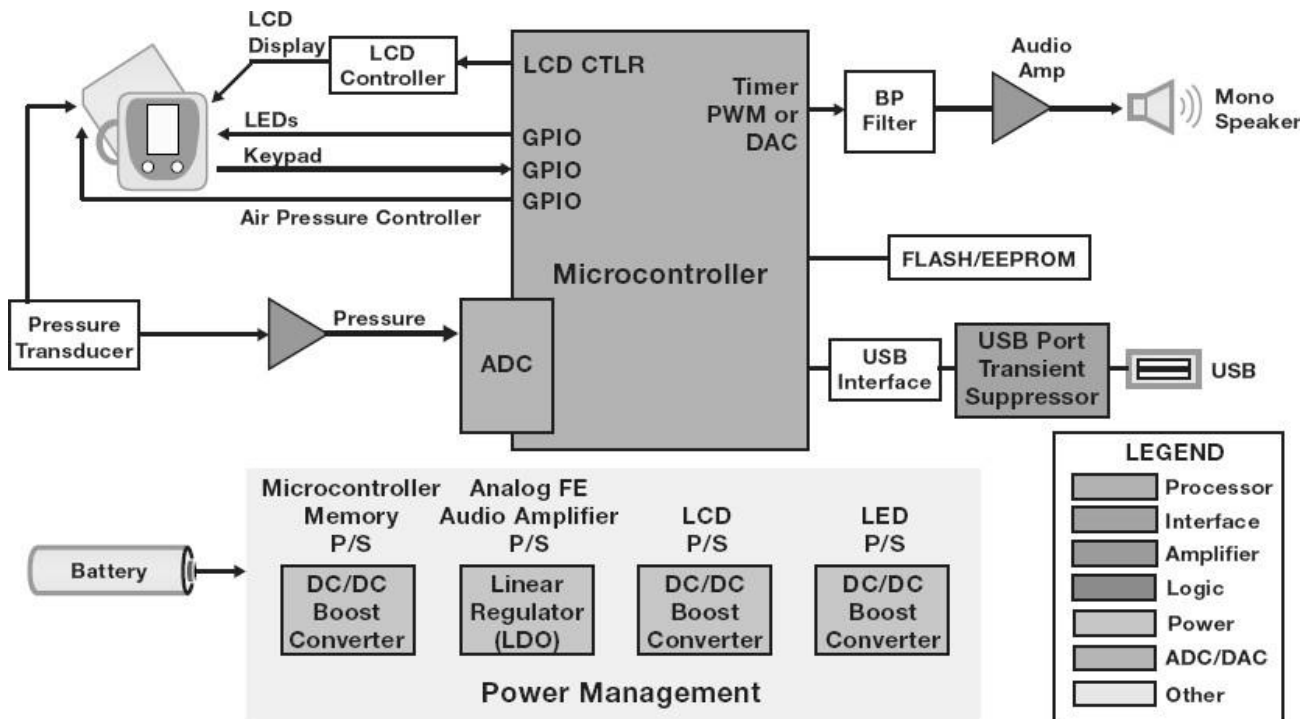 LCD
Display
LCD
Controller
LCD CTLR
LEDs
GPIO
Keypad
GPIO
GPIO
Air Pressure Controller
Timer
PWM or
DAC
BP
Filter
Audio
Amp
Mono
Speaker
Microcontroller
FLASH/EEPROM
Pressure
Transducer
Pressure
ADC
USB
Interface
USB Port
Transient
Suppressor
USB
Battery
Microcontroller
Memory
P/S
DC/DC
Boost
Converter
Analog FE
Audio Amplifier
P/S
Linear
Regulator
(LDO)
LCD
P/S
DC/DC
Boost
Converter
LED
P/S
DC/DC
Boost
Converter
Power Management
LEGEND
Processor
Interface
Amplifier
Logic
Power
ADC/DAC
Other